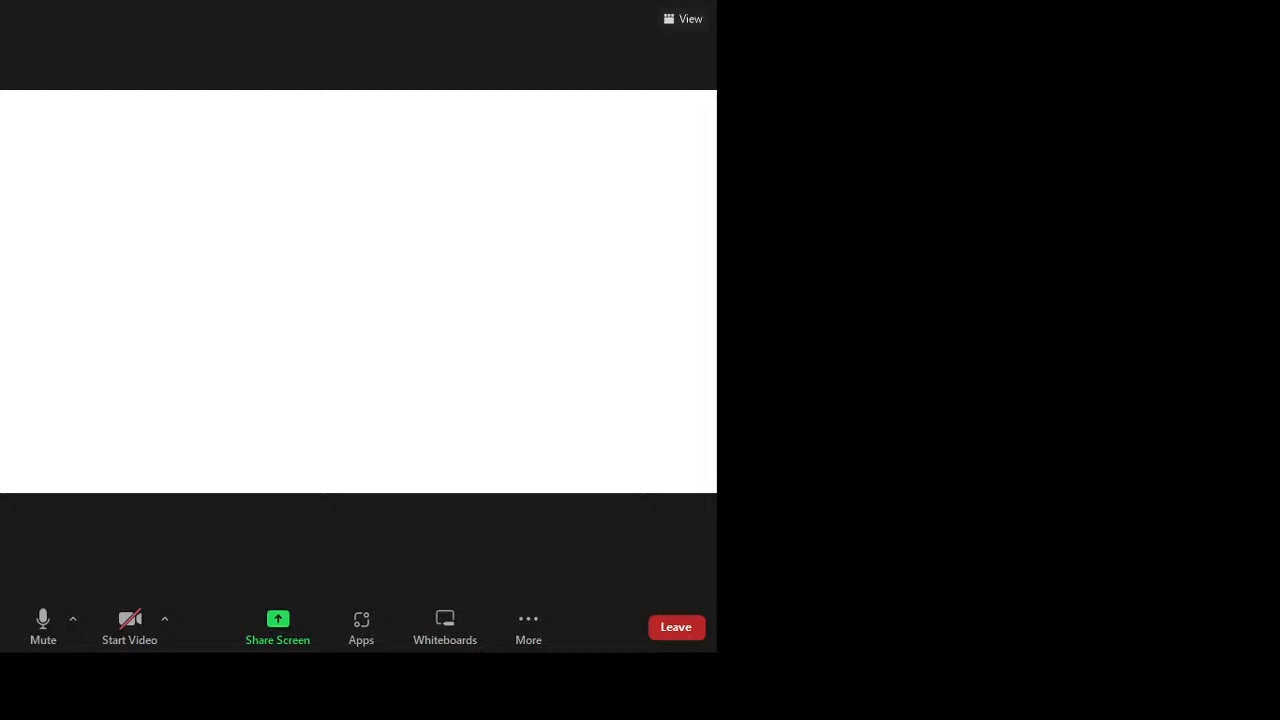 View
Mute
Start Video
Share Screen
Apps
Whiteboards
More
Leave